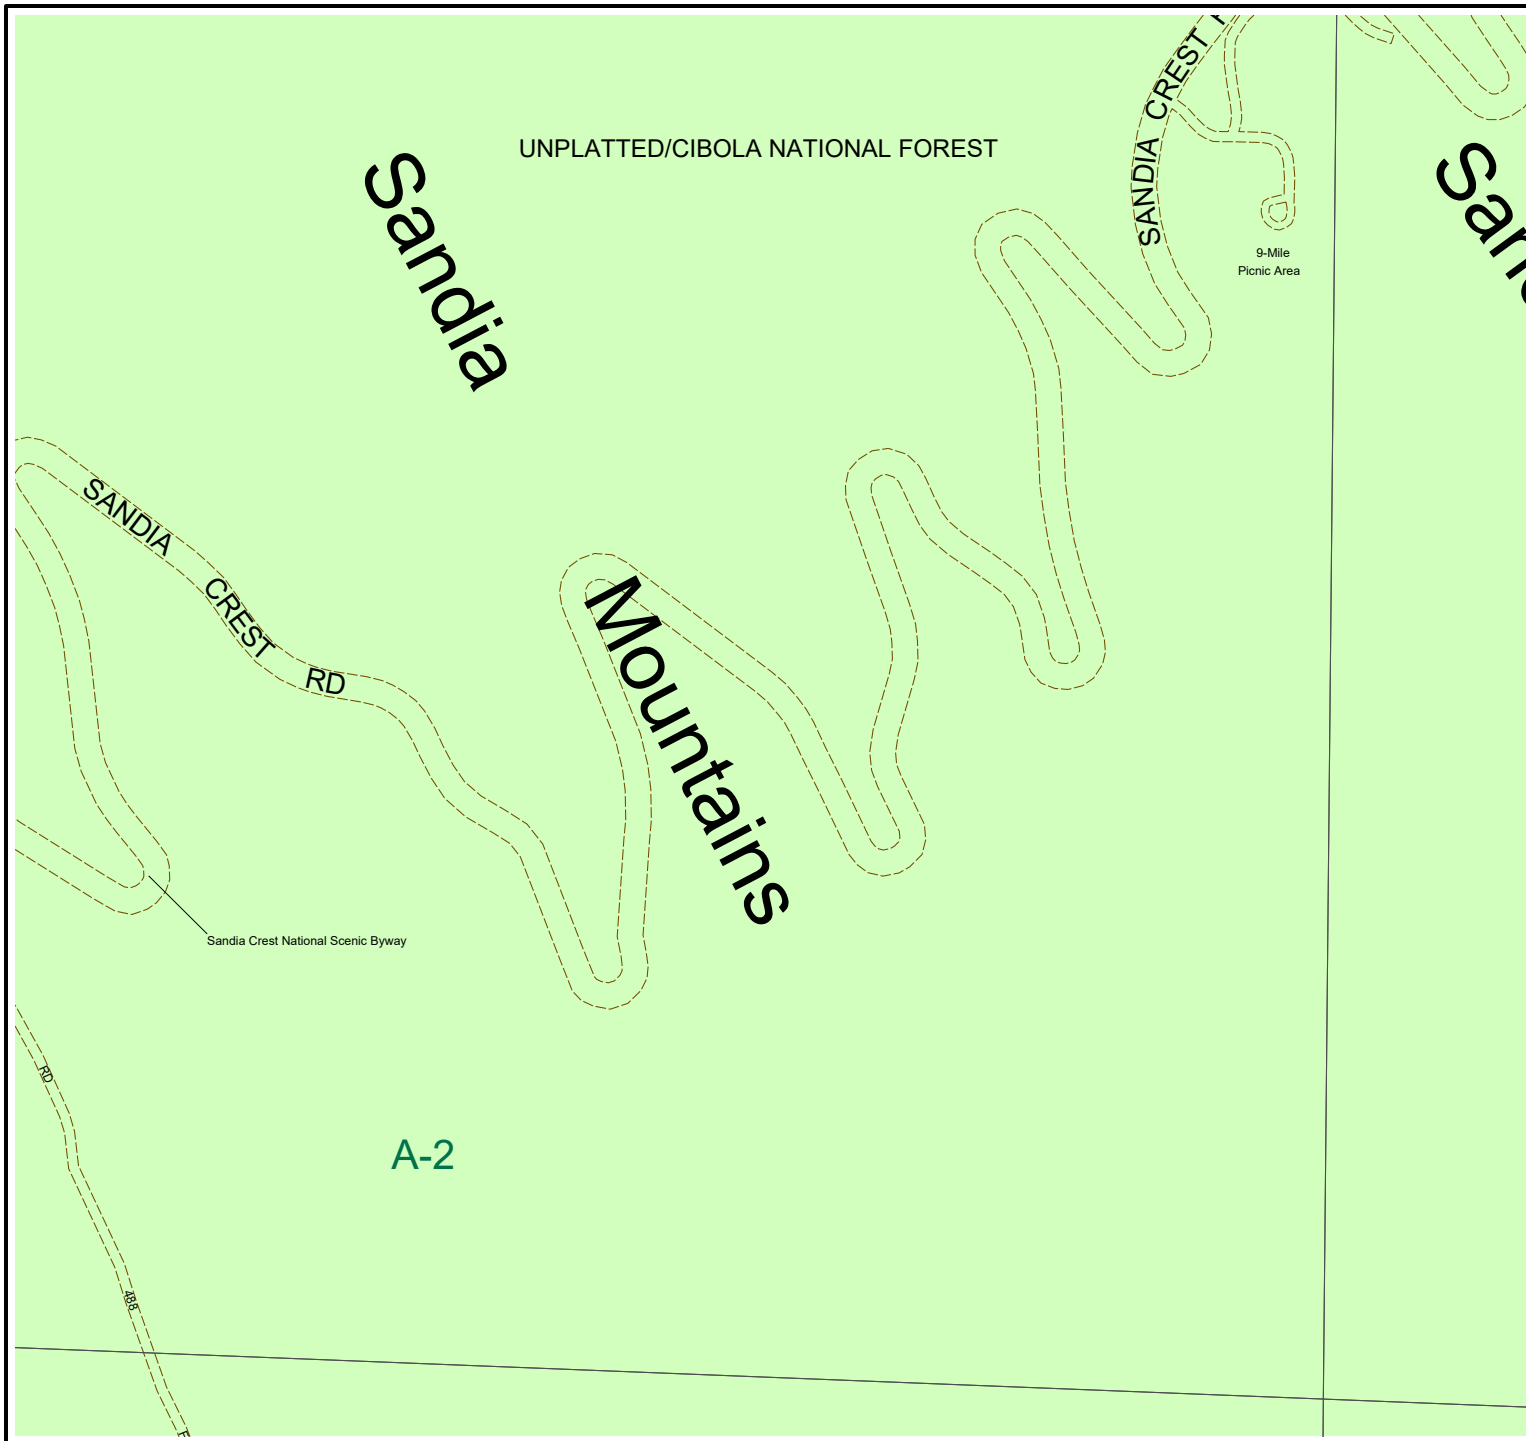 SANDIA CREST
UNPLATTED/CIBOLA NATIONAL FOREST
Sandia
9-Mile
Picnic Area
SANDIA CREST RD
Mountains
Sandia Crest National Scenic Byway
RD
A-2
488